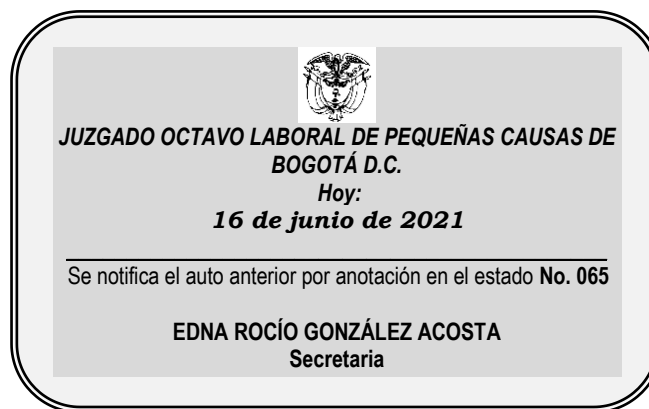 JUZGADO OCTAVO LABORAL DE PEQUEÑAS CAUSAS DE
BOGOTÁ D.C.
Hoy:
16 de junio de 2021
Se notifica el auto anterior por anotación en el estado No. 065
EDNA ROCÍO GONZÁLEZ ACOSTA
Secretaria